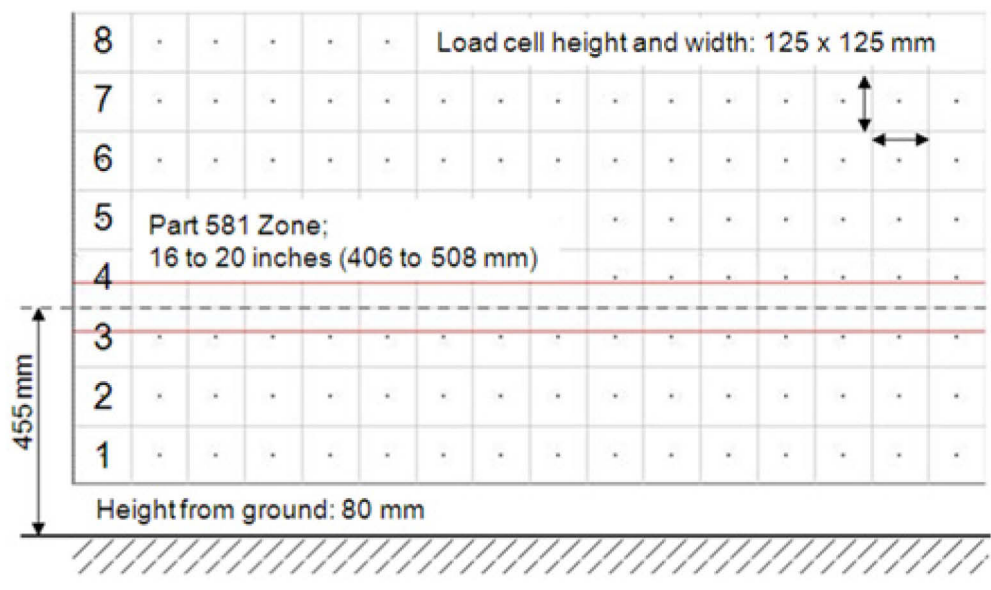 8
Load cell height and width: 125 x 125 mm
7
6
5
Part 581 Zone;
16 to 20 inches (406 to 508 mm)
4
3
455 mm
2
1
Height from ground: 80 mm